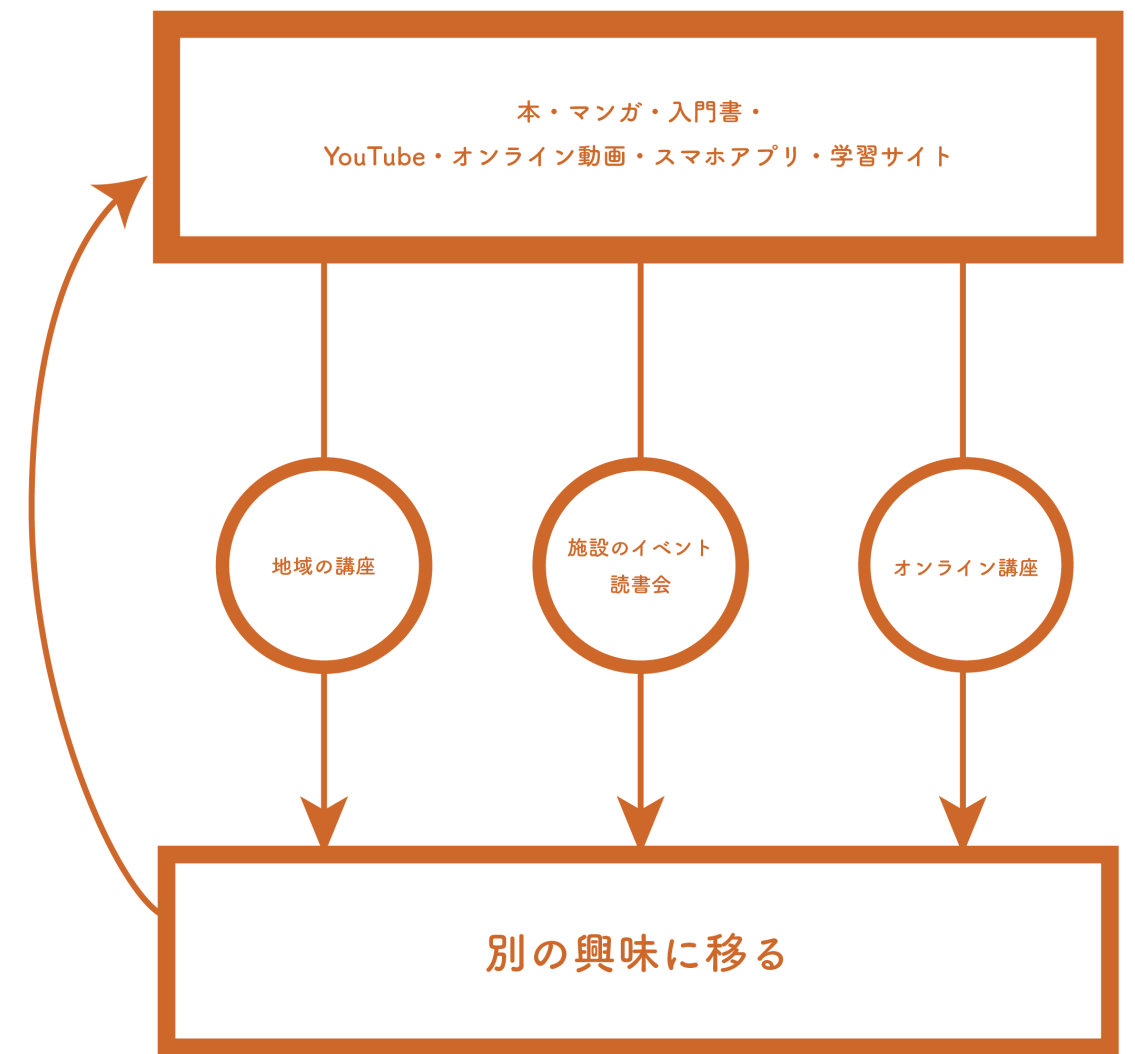 本・マンガ・入門書・
YouTube・オンライン動画・スマホアプリ・学習サイト
地域の講座
施設のイベント
読書会
オンライン講座
別の興味に移る